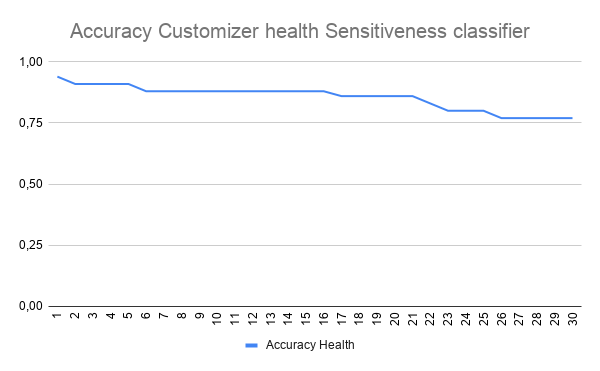 Accuracy Customizer health Sensitiveness classifier
1,00
0,75
0,50
0,25
0,00
1 2 3 4 5 6 7 8 9 10 11 12 13 14 15 16 17 18 19 20 21 22 23 24 25 26 27 28 29 30
Accuracy Health